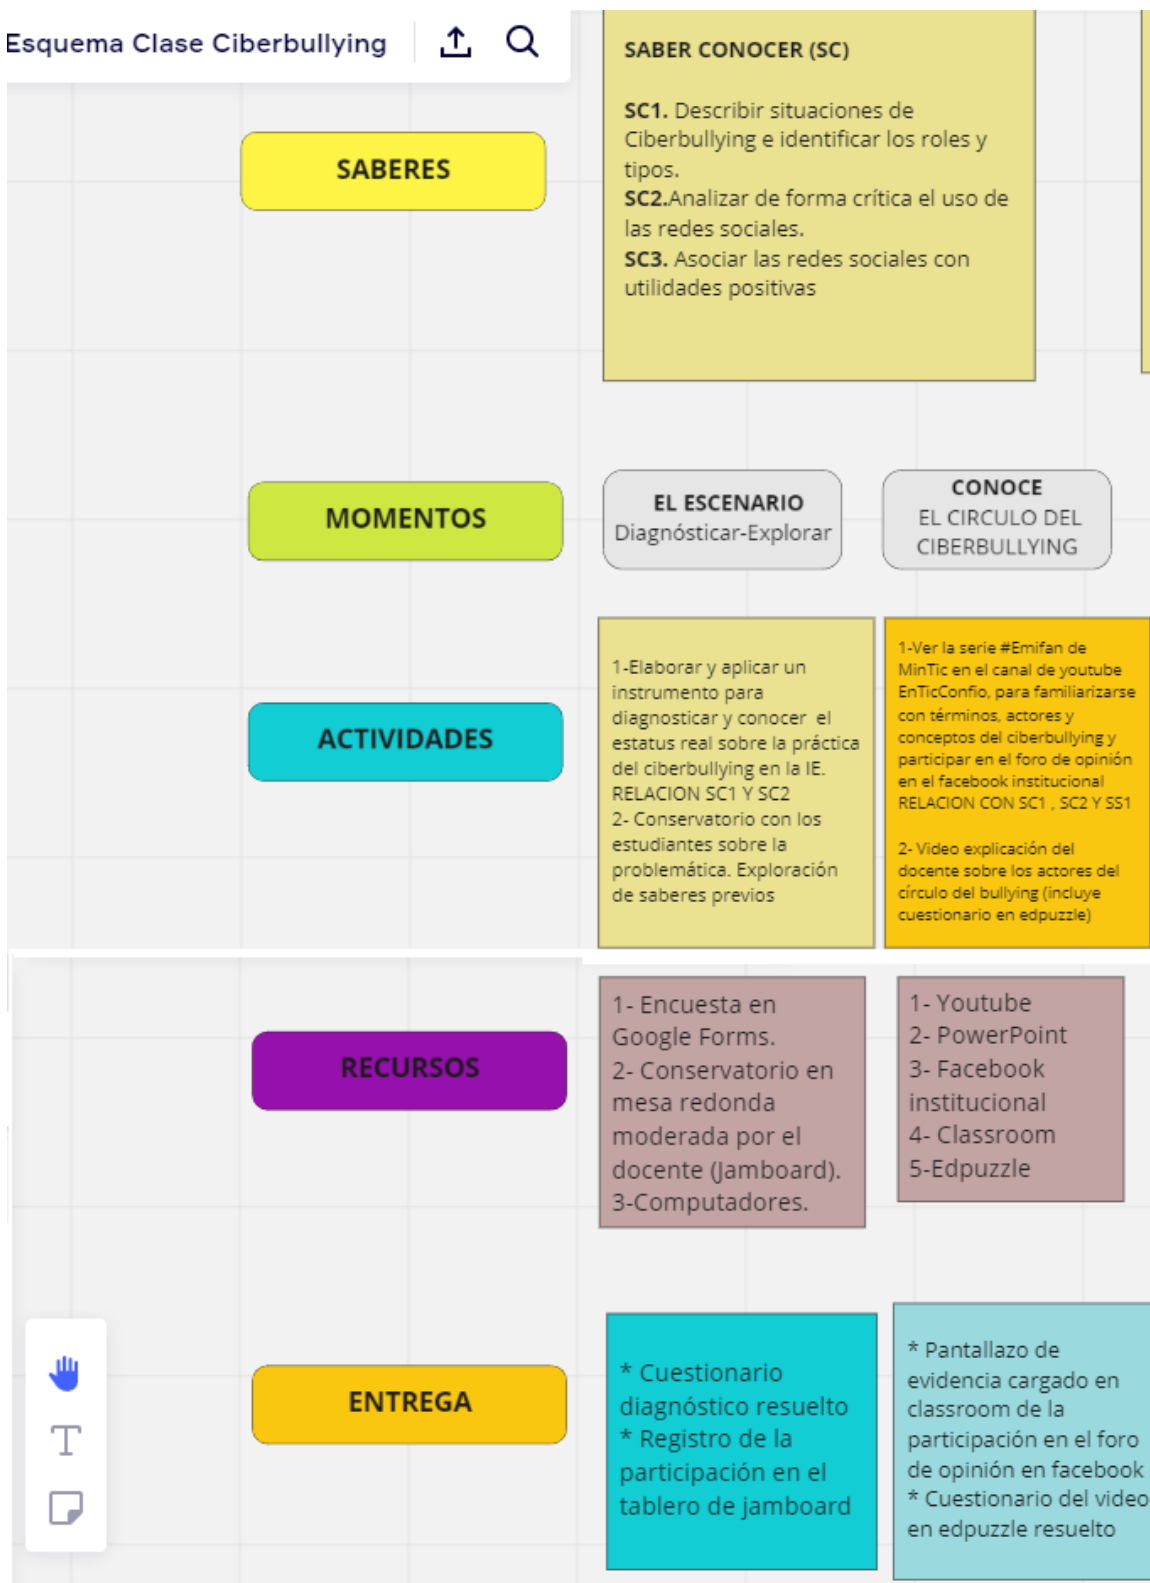 Esquema Clase Ciberbullying
SABER CONOCER (SC)
SC1. Describir situaciones de
Ciberbullying e identificar los roles y
tipos.
SC2.Analizar de forma crítica el uso de
las redes sociales.
SC3. Asociar las redes sociales con
utilidades positivas
SABERES
MOMENTOS
EL ESCENARIO
Diagnósticar-Explorar
CONOCE
EL CIRCULO DEL
CIBERBULLYING
ACTIVIDADES
1-Elaborar y aplicar un
instrumento para
diagnosticar y conocer el
estatus real sobre la práctica
del ciberbullying en la IE.
RELACION SC1 Y SC2
2- Conservatorio con los
estudiantes sobre la
problemática. Exploración
de saberes previos
1-Ver la serie #Emifan de
MinTic en el canal de youtube
EnTicConfio, para familiarizarse
con términos, actores y
conceptos del ciberbullying y
participar en el foro de opinión
en el facebook institucional
RELACION CON SC1 , SC2 Y SS1
2- Video explicación del
docente sobre los actores del
círculo del bullying (incluye
cuestionario en edpuzzle)
RECURSOS
1- Encuesta en
Google Forms.
2- Conservatorio en
mesa redonda
moderada por el
docente (Jamboard).
3-Computadores.
1- Youtube
2- PowerPoint
3- Facebook
institucional
4- Classroom
5-Edpuzzle
ENTREGA
* Cuestionario
diagnóstico resuelto
* Registro de la
participación en el
tablero de jamboard
* Pantallazo de
evidencia cargado en
classroom de la
participación en el foro
de opinión en facebook
* Cuestionario del video
en edpuzzle resuelto